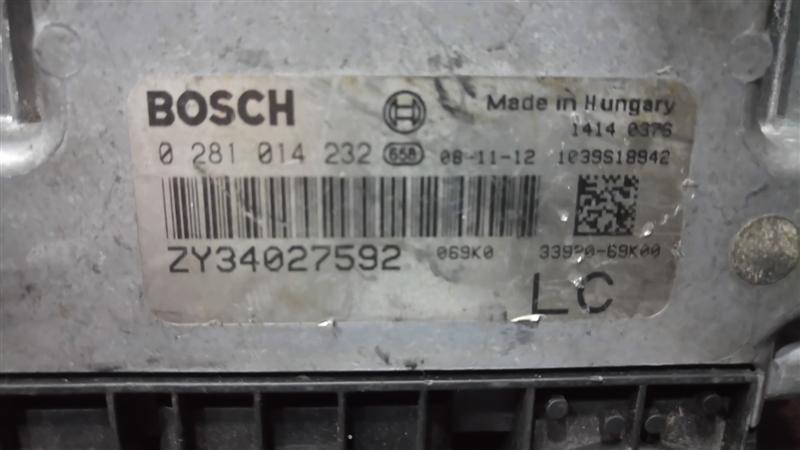 BOSCH Made in Hungary
1414 037S
0 281 014 232 658 08-11-12 1039S18942
ZY34027592 069K0 33920-69K00
LC